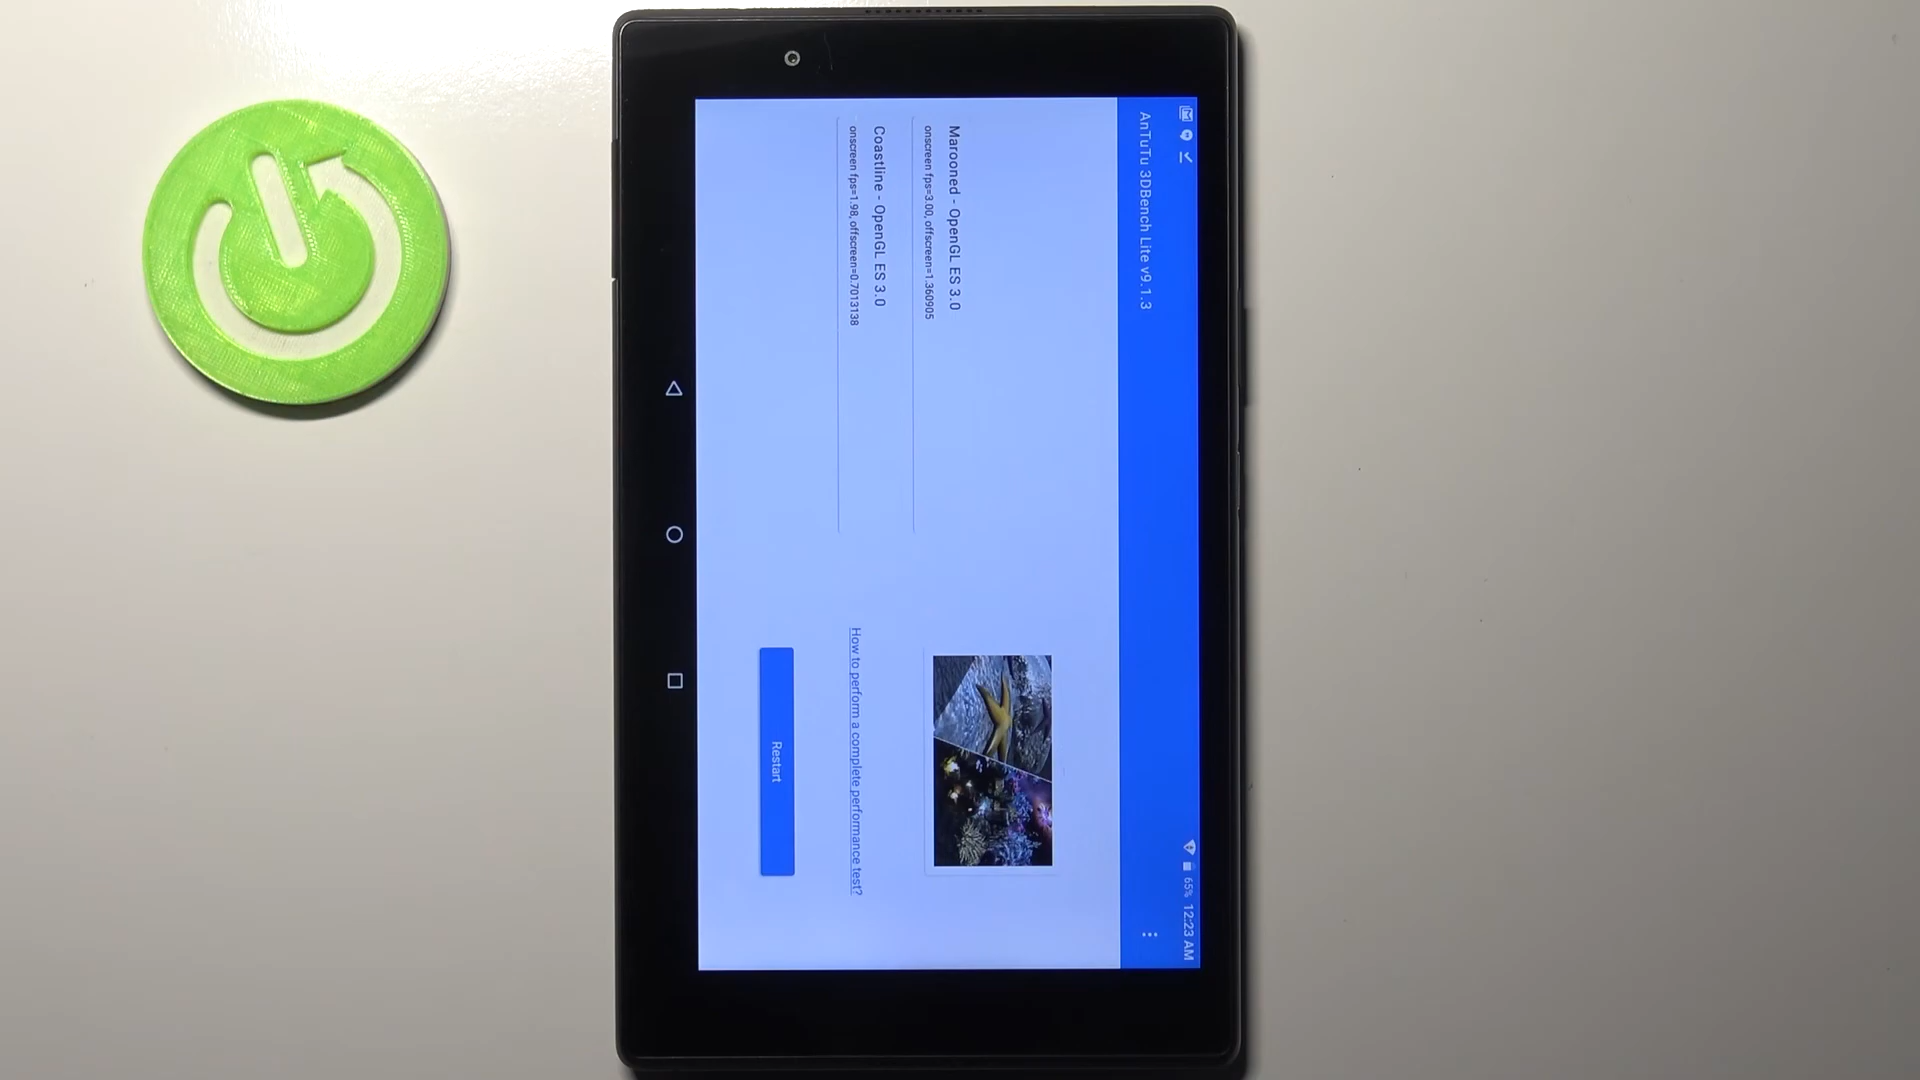 65% 12:23 AM
AnTuTu 3DBench Lite v9.1.3
Marooned - OpenGL ES 3.0
onscreen fps=3.00, offscreen=1.360905
Coastline - OpenGL ES 3.0
onscreen fps=1.98, offscreen=0.7013138
How to perform a complete performance test?
Restart